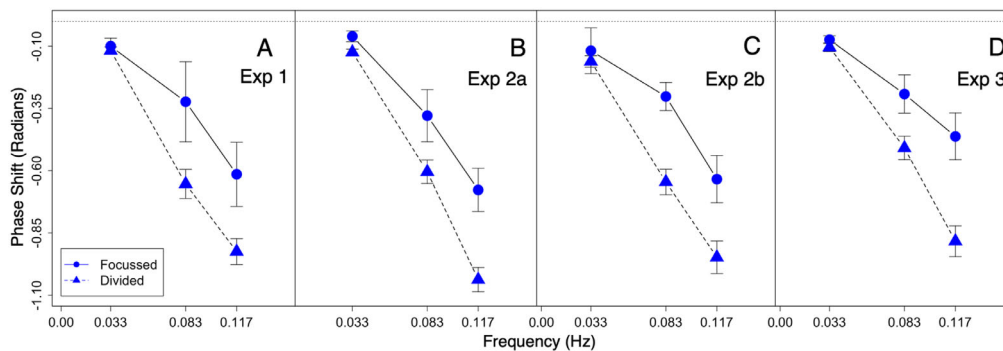 A
Exp 1
B
Exp 2a
C
Exp 2b
D
Exp 3
Phase Shift (Radians)
-0.10
-0.35
-0.60
-0.85
-1.10
Focussed
Divided
0.00 0.033 0.083 0.117
0.033 0.083 0.117
0.00 0.033 0.083 0.117
0.00 0.033 0.083 0.117
Frequency (Hz)